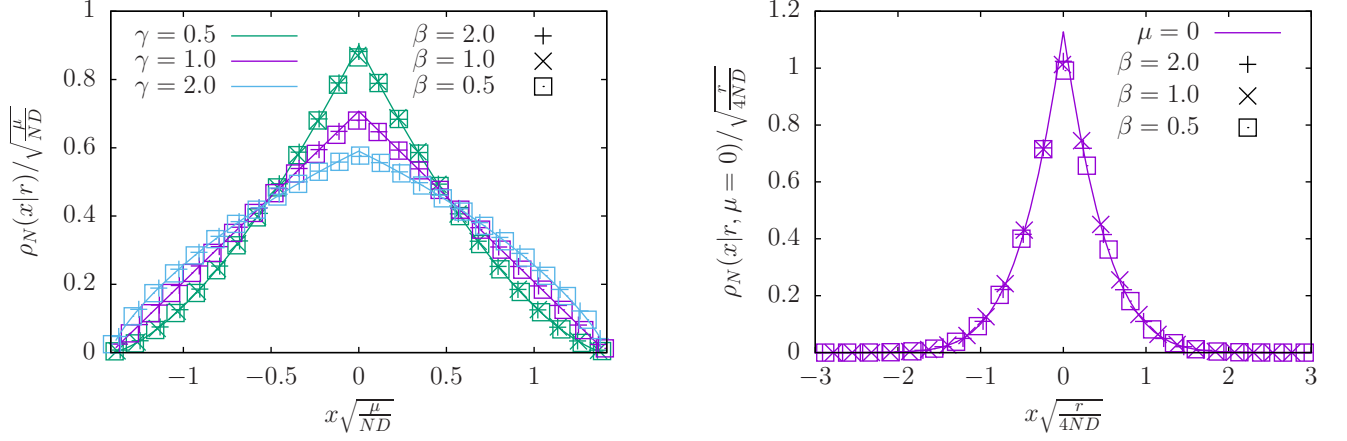 γ = 0.5
γ = 1.0
γ = 2.0
β = 2.0
β = 1.0
β = 0.5
ρ_N(x|r)/√(μ/ND)
0
0.2
0.4
0.6
0.8
1
−1
−0.5
0
0.5
1
x√(μ/ND)
μ = 0
β = 2.0
β = 1.0
β = 0.5
ρ_N(x|r, μ = 0)/√(r/4ND)
0
0.2
0.4
0.6
0.8
1
1.2
−3
−2
−1
0
1
2
3
x√(r/4ND)